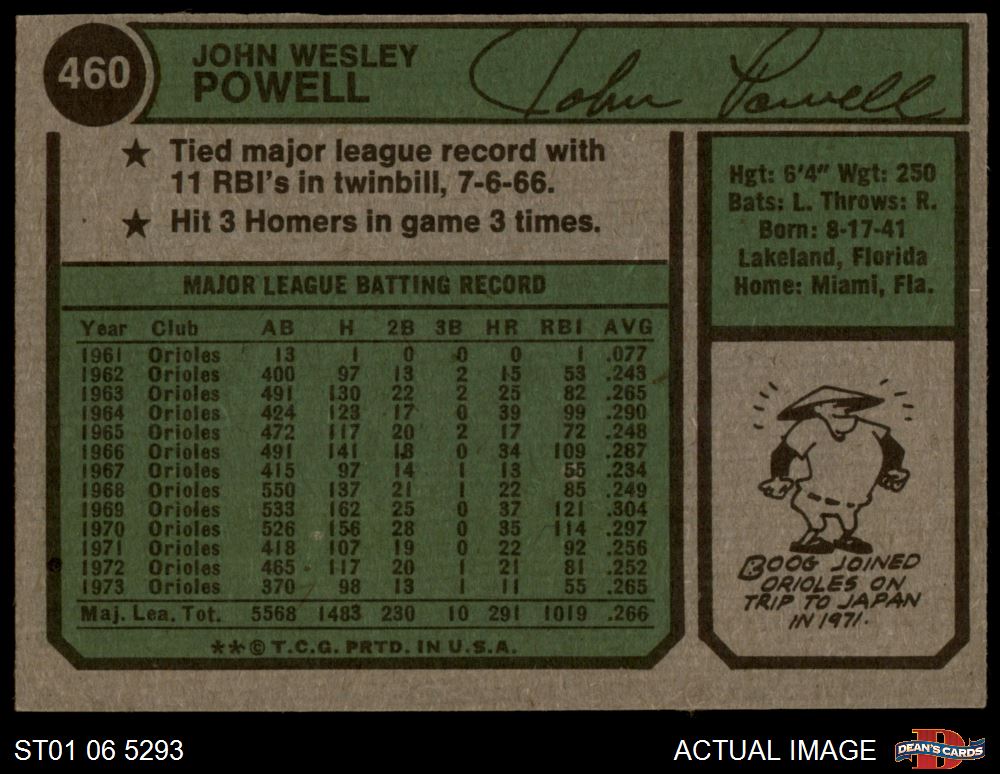 460
JOHN WESLEY
POWELL
John Powell
★ Tied major league record with
11 RBI's in twinbill, 7-6-66.
★ Hit 3 Homers in game 3 times.
MAJOR LEAGUE BATTING RECORD
Year Club AB H 2B 3B HR RBI AVG
1961 Orioles 13 1 0 0 0 1 .077
1962 Orioles 400 97 13 2 15 53 .243
1963 Orioles 491 130 22 2 25 82 .265
1964 Orioles 424 123 17 0 39 99 .290
1965 Orioles 472 117 20 2 17 72 .248
1966 Orioles 491 141 18 0 34 109 .287
1967 Orioles 415 97 14 1 13 55 .234
1968 Orioles 550 137 21 1 22 85 .249
1969 Orioles 533 162 25 0 37 121 .304
1970 Orioles 526 156 28 0 35 114 .297
1971 Orioles 418 107 19 0 22 92 .256
1972 Orioles 465 117 20 1 21 81 .252
1973 Orioles 370 98 13 1 11 55 .265
Maj. Lea. Tot. 5568 1483 230 10 291 1019 .266
**© T.C.G. PRTD. IN U.S.A.
Hgt: 6'4" Wgt: 250
Bats: L. Throws: R.
Born: 8-17-41
Lakeland, Florida
Home: Miami, Fla.
BOOG JOINED
ORIOLES ON
TRIP TO JAPAN
IN 1971.
ST01 06 5293
ACTUAL IMAGE
D
DEAN'S CARDS